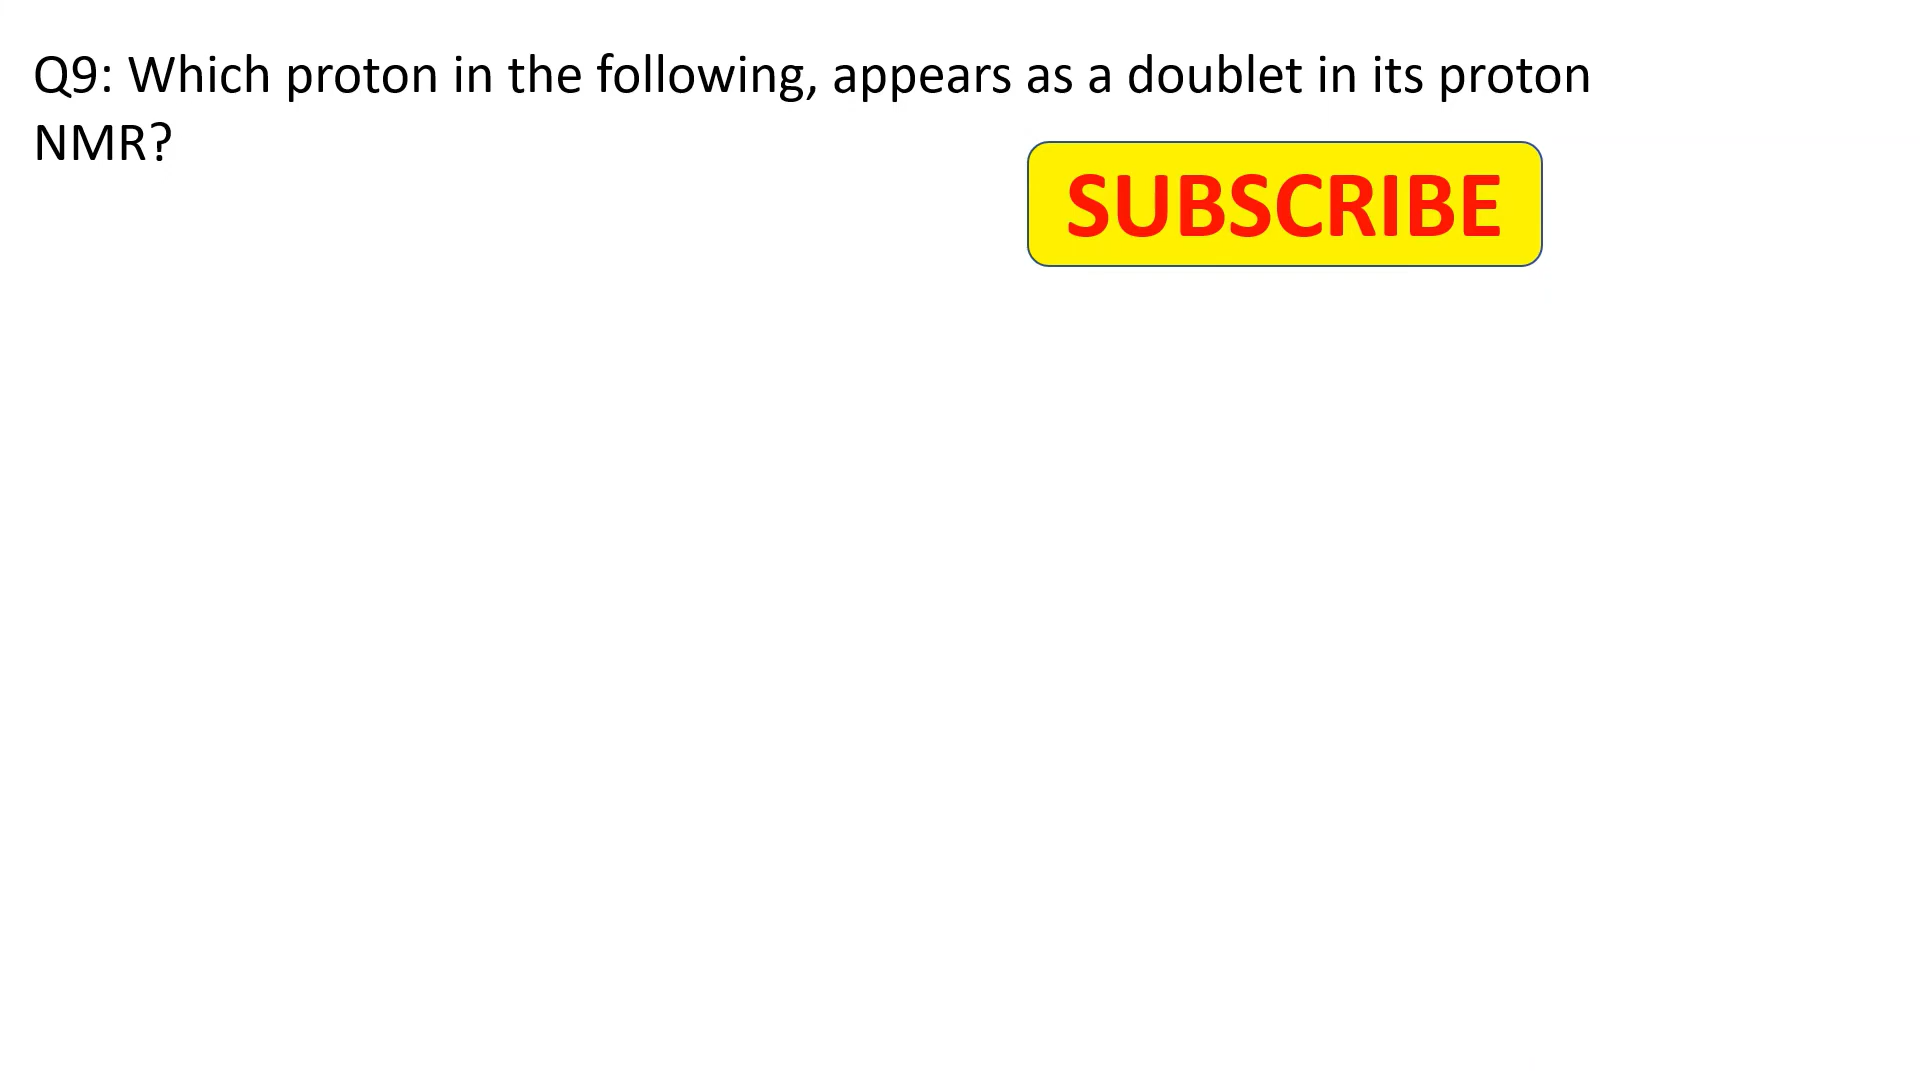 Q9: Which proton in the following, appears as a doublet in its proton
NMR?
SUBSCRIBE